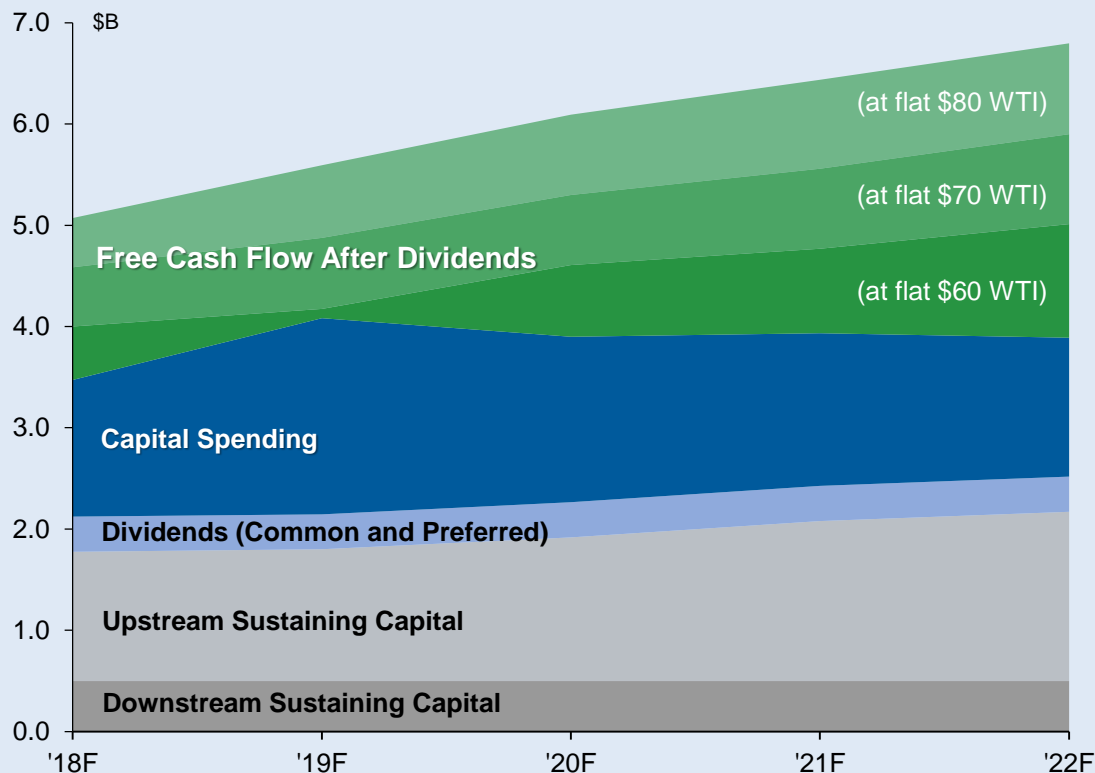 7.0
$B
6.0
5.0
4.0
3.0
2.0
1.0
0.0
(at flat $80 WTI)
(at flat $70 WTI)
Free Cash Flow After Dividends
(at flat $60 WTI)
Capital Spending
Dividends (Common and Preferred)
Upstream Sustaining Capital
Downstream Sustaining Capital
'18F
'19F
'20F
'21F
'22F